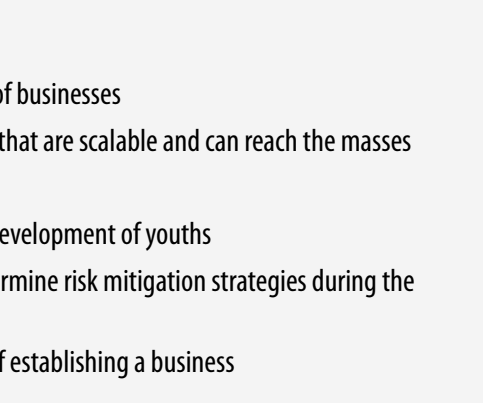 of businesses
that are scalable and can reach the masses
evelopment of youths
rmine risk mitigation strategies during the
f establishing a business